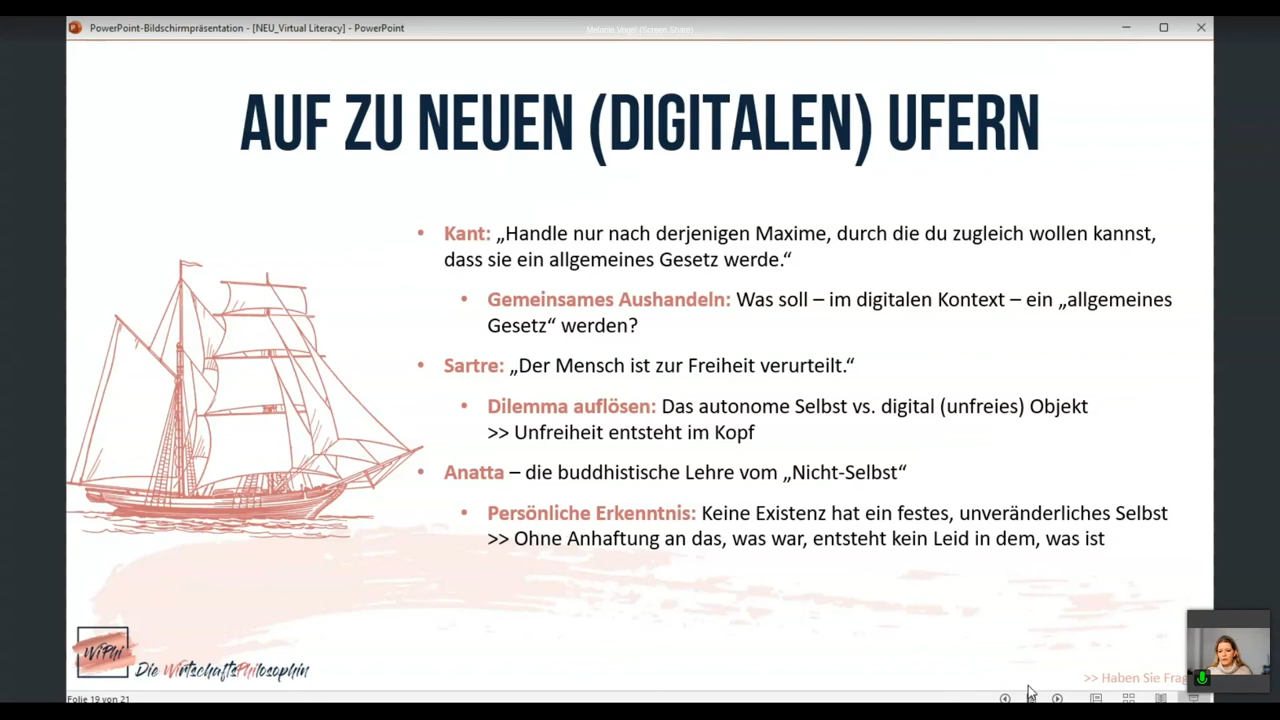 PowerPoint-Bildschirmpräsentation - [NEU_Virtual Literacy] - PowerPoint
Melanie Vogel (Screen Share)
AUF ZU NEUEN (DIGITALEN) UFERN
• Kant: „Handle nur nach derjenigen Maxime, durch die du zugleich wollen kannst,
dass sie ein allgemeines Gesetz werde.“
• Gemeinsames Aushandeln: Was soll – im digitalen Kontext – ein „allgemeines
Gesetz“ werden?
• Sartre: „Der Mensch ist zur Freiheit verurteilt.“
• Dilemma auflösen: Das autonome Selbst vs. digital (unfreies) Objekt
>> Unfreiheit entsteht im Kopf
• Anatta – die buddhistische Lehre vom „Nicht-Selbst“
• Persönliche Erkenntnis: Keine Existenz hat ein festes, unveränderliches Selbst
>> Ohne Anhaftung an das, was war, entsteht kein Leid in dem, was ist
WiPhi
Die WirtschaftsPhilosophin
>> Haben Sie Frag
Folie 19 von 21